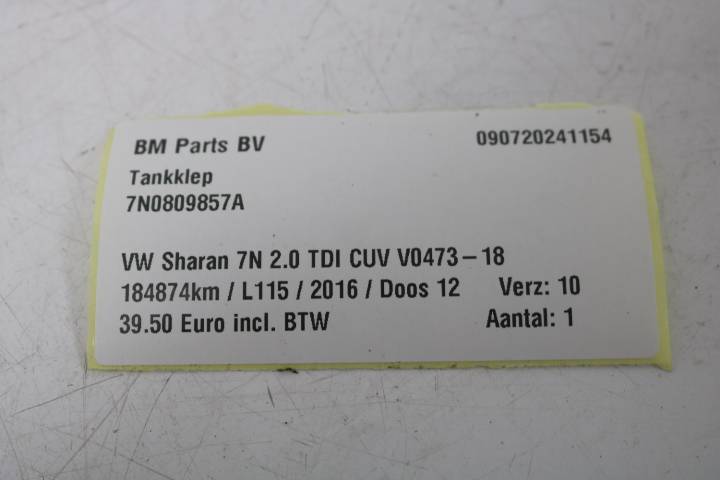 BM Parts BV 090720241154
Tankklep
7N0809857A
VW Sharan 7N 2.0 TDI CUV V0473-18
184874km / L115 / 2016 / Doos 12 Verz: 10
39.50 Euro incl. BTW Aantal: 1